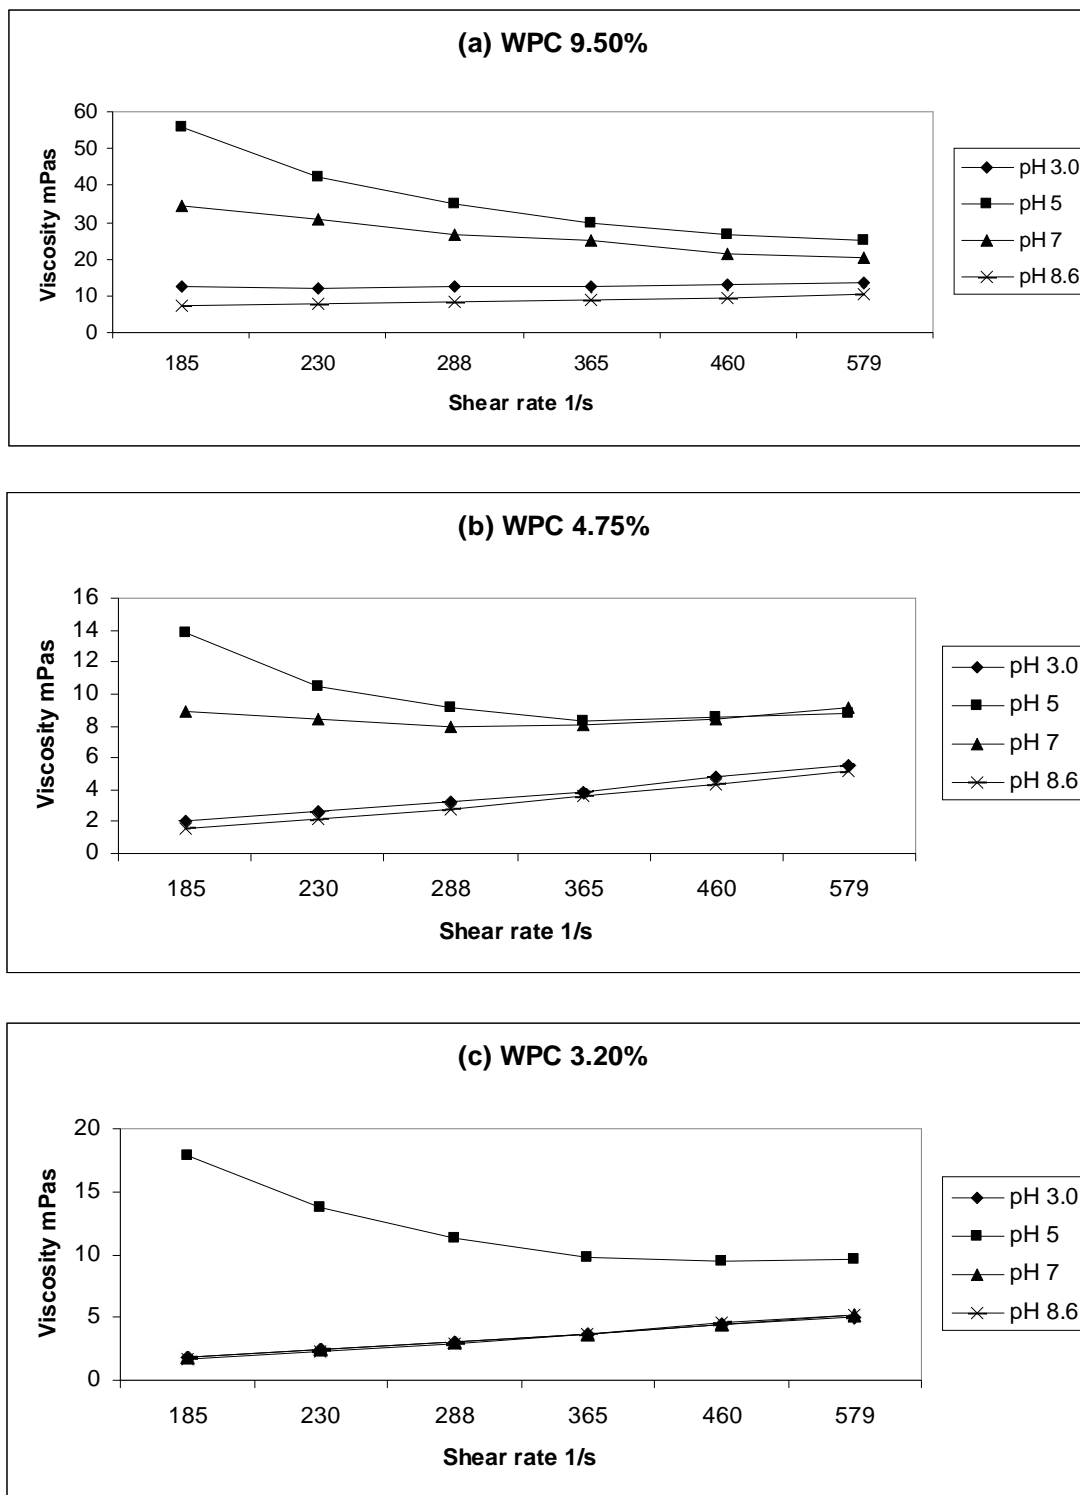 (a) WPC 9.50%
60
50
40
30
20
10
0
Viscosity mPas
185 230 288 365 460 579
Shear rate 1/s
pH 3.0
pH 5
pH 7
pH 8.6
(b) WPC 4.75%
16
14
12
10
8
6
4
2
0
Viscosity mPas
185 230 288 365 460 579
Shear rate 1/s
pH 3.0
pH 5
pH 7
pH 8.6
(c) WPC 3.20%
20
15
10
5
0
Viscosity mPas
185 230 288 365 460 579
Shear rate 1/s
pH 3.0
pH 5
pH 7
pH 8.6